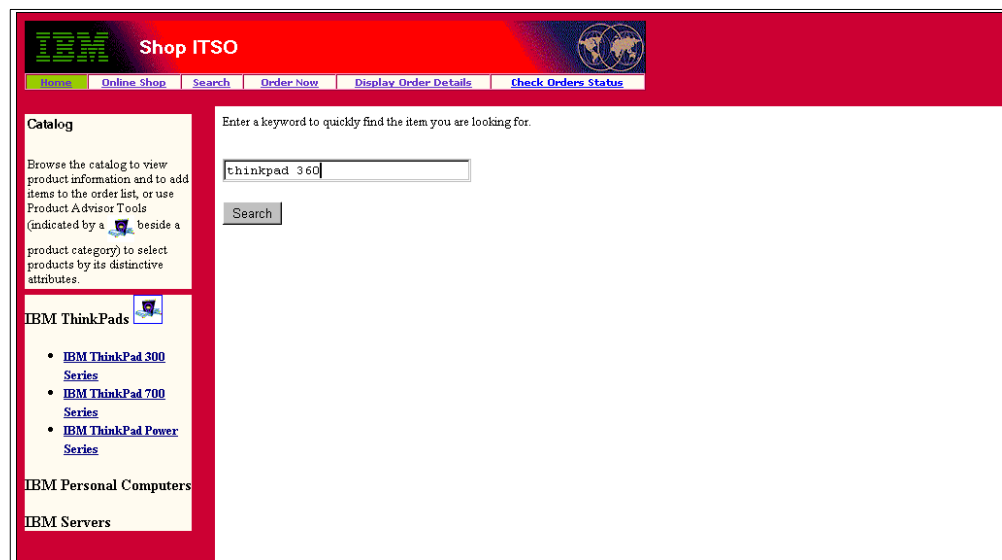 IBM Shop ITSO
Home Online Shop Search Order Now Display Order Details Check Orders Status
Catalog
Browse the catalog to view
product information and to add
items to the order list, or use
Product Advisor Tools
(indicated by a beside a
product category) to select
products by its distinctive
attributes.
IBM ThinkPads
IBM ThinkPad 300
Series
IBM ThinkPad 700
Series
IBM ThinkPad Power
Series
IBM Personal Computers
IBM Servers
Enter a keyword to quickly find the item you are looking for.
thinkpad 360
Search